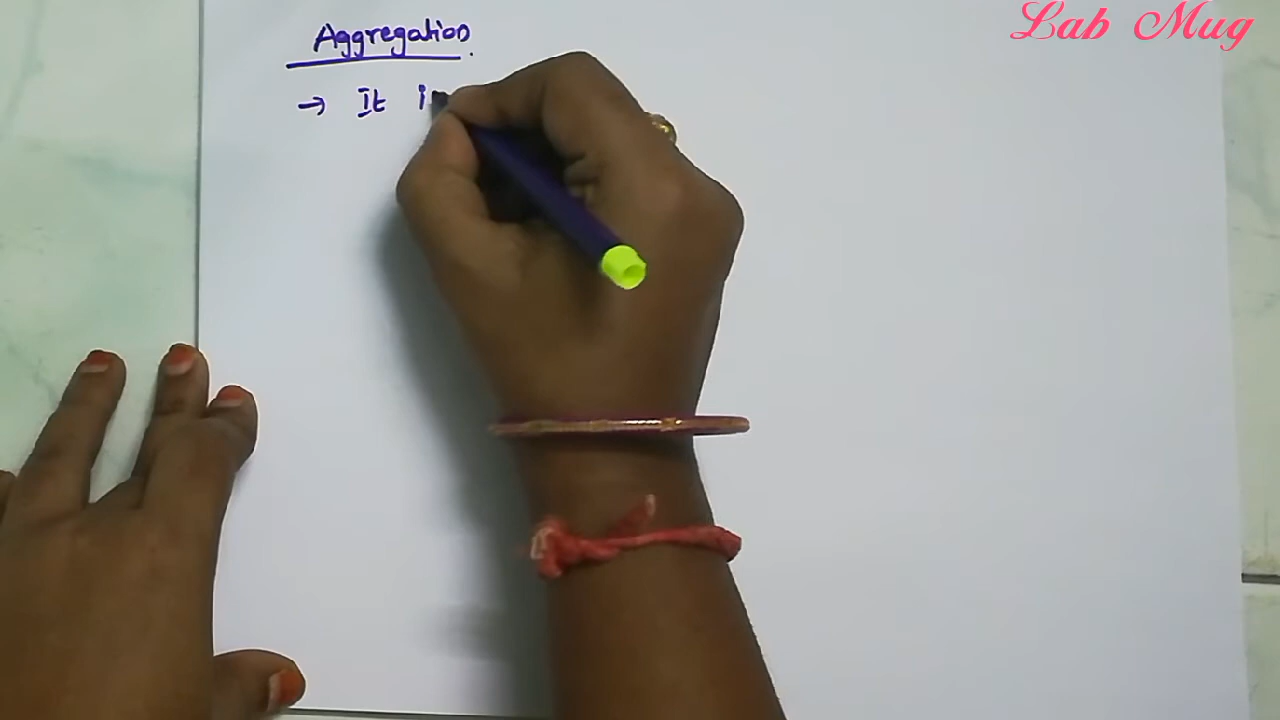 Lab Mug
Aggregation
→ It i